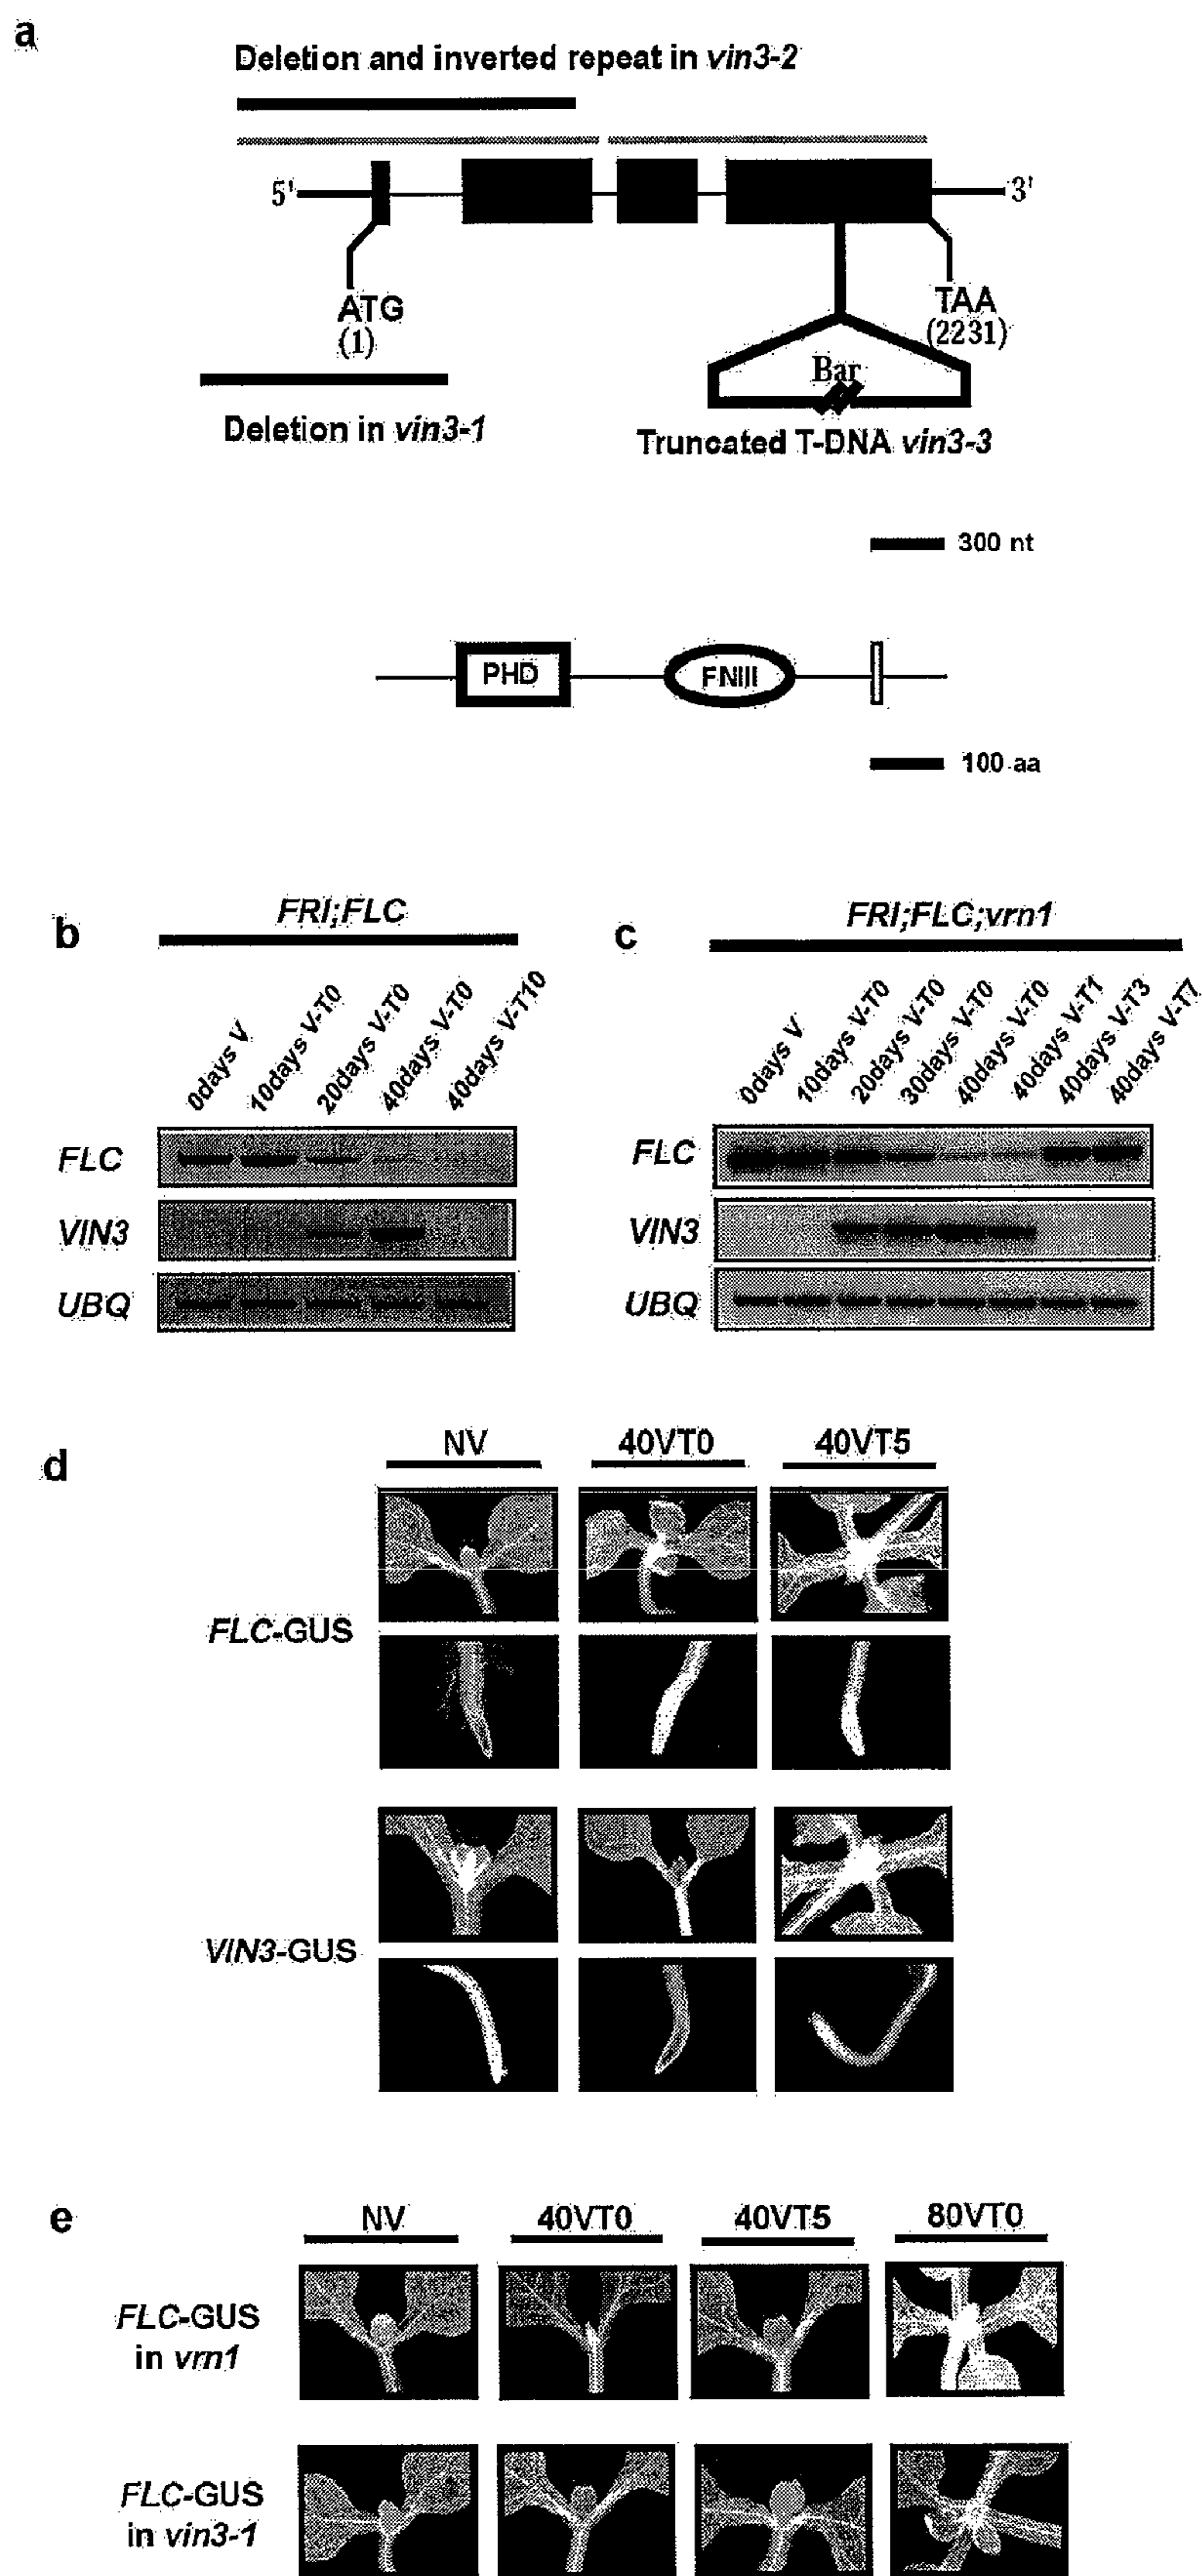 a
Deletion and inverted repeat in vin3-2
5'
3'
ATG
(1)
TAA
(2231)
Bar
Deletion in vin3-1
Truncated T-DNA vin3-3
300 nt
PHD
FNIII
100 aa
b
FRI;FLC
0days V
10days V-T0
20days V-T0
40days V-T0
40days V-T10
FLC
VIN3
UBQ
c
FRI;FLC;vrn1
0days V
10days V-T0
20days V-T0
30days V-T0
40days V-T0
40days V-T1
40days V-T3
40days V-T7
FLC
VIN3
UBQ
d
NV
40VT0
40VT5
FLC-GUS
VIN3-GUS
e
NV
40VT0
40VT5
80VT0
FLC-GUS
in vrn1
FLC-GUS
in vin3-1